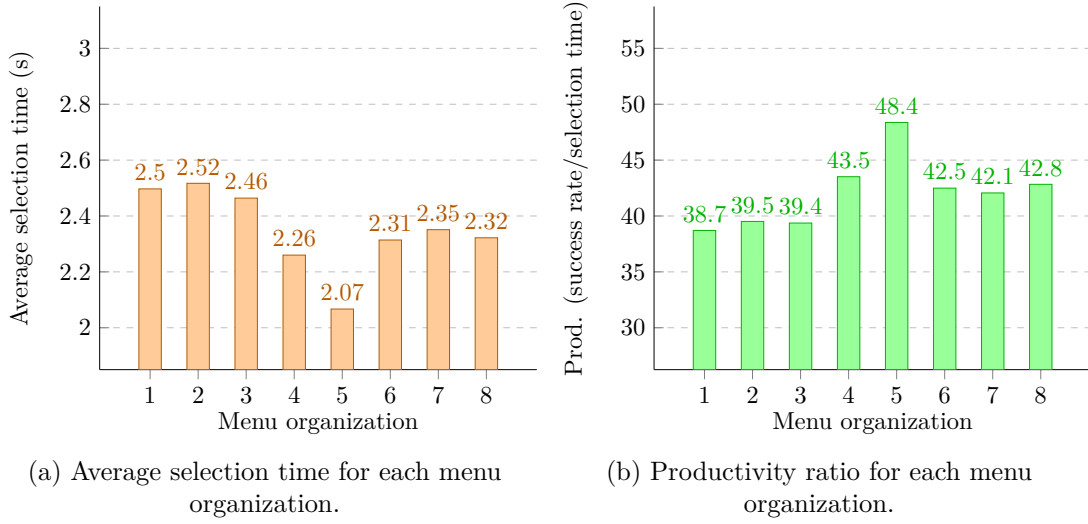 Average selection time (s)
3
2.8
2.6
2.4
2.2
2
2.5
2.52
2.46
2.26
2.07
2.31
2.35
2.32
1 2 3 4 5 6 7 8
Menu organization
(a) Average selection time for each menu
organization.
Prod. (success rate/selection time)
55
50
45
40
35
30
38.7
39.5
39.4
43.5
48.4
42.5
42.1
42.8
1 2 3 4 5 6 7 8
Menu organization
(b) Productivity ratio for each menu
organization.